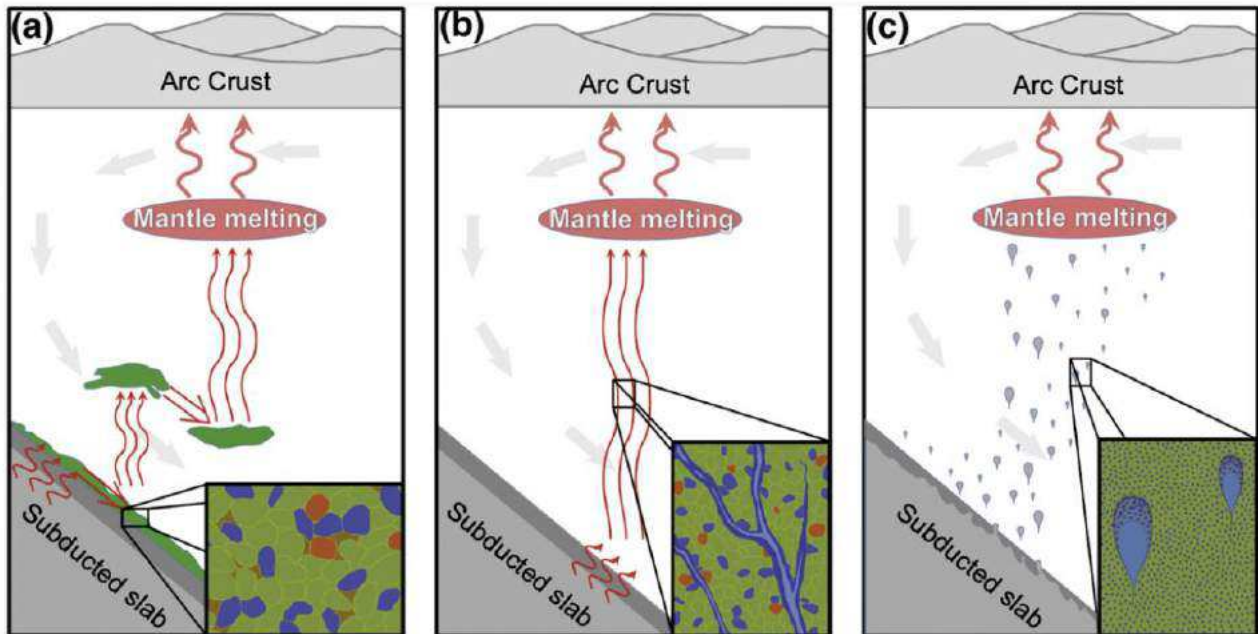 (a)
Arc Crust
Mantle melting
Subducted slab
(b)
Arc Crust
Mantle melting
Subducted slab
(c)
Arc Crust
Mantle melting
Subducted slab